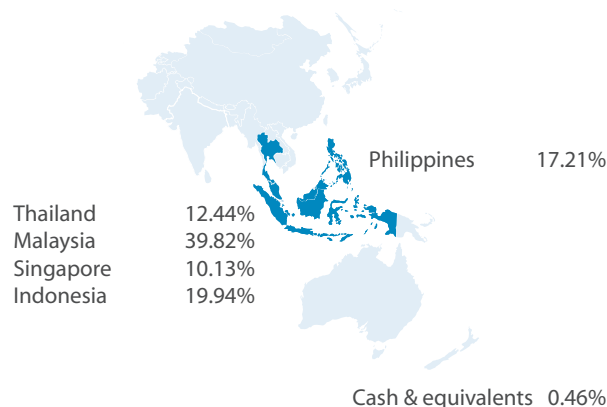 Philippines 17.21%
Thailand 12.44%
Malaysia 39.82%
Singapore 10.13%
Indonesia 19.94%
Cash & equivalents 0.46%